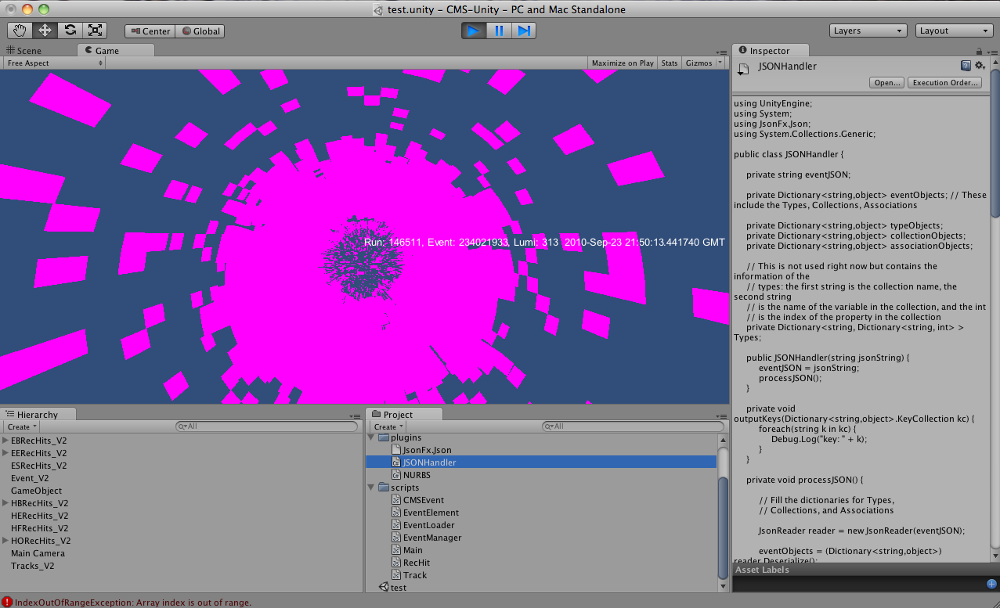 test.unity – CMS-Unity – PC and Mac Standalone
Center
Global
Layers
Layout
Scene
Game
Free Aspect
Maximize on Play
Stats
Gizmos
Run: 146511, Event: 234021933, Lumi: 313 2010-Sep-23 21:50:13.441740 GMT
Hierarchy
Create
All
EBRecHits_V2
EERecHits_V2
ESRecHits_V2
Event_V2
GameObject
HBRecHits_V2
HERecHits_V2
HFRecHits_V2
HORecHits_V2
Main Camera
Tracks_V2
Project
Create
All
plugins
JsonFx.Json
JSONHandler
NURBS
scripts
CMSEvent
EventElement
EventLoader
EventManager
Main
RecHit
Track
test
Inspector
JSONHandler
Open...
Execution Order...
using UnityEngine;
using System;
using JsonFx.Json;
using System.Collections.Generic;
public class JSONHandler {
private string eventJSON;
private Dictionary<string,object> eventObjects; // These
include the Types, Collections, Associations
private Dictionary<string,object> typeObjects;
private Dictionary<string,object> collectionObjects;
private Dictionary<string,object> associationObjects;
// This is not used right now but contains the
information of the
// types: the first string is the collection name, the
second string
// is the name of the variable in the collection, and the int
// is the index of the property in the collection
private Dictionary<string, Dictionary<string, int> >
Types;
public JSONHandler(string jsonString) {
eventJSON = jsonString;
processJSON();
}
private void
outputKeys(Dictionary<string,object>.KeyCollection kc) {
foreach(string k in kc) {
Debug.Log("key: " + k);
}
}
private void processJSON() {
// Fill the dictionaries for Types,
// Collections, and Associations
JsonReader reader = new JsonReader(eventJSON);
eventObjects = (Dictionary<string,object>)
reader.Deserialize();
Asset Labels
IndexOutOfRangeException: Array index is out of range.